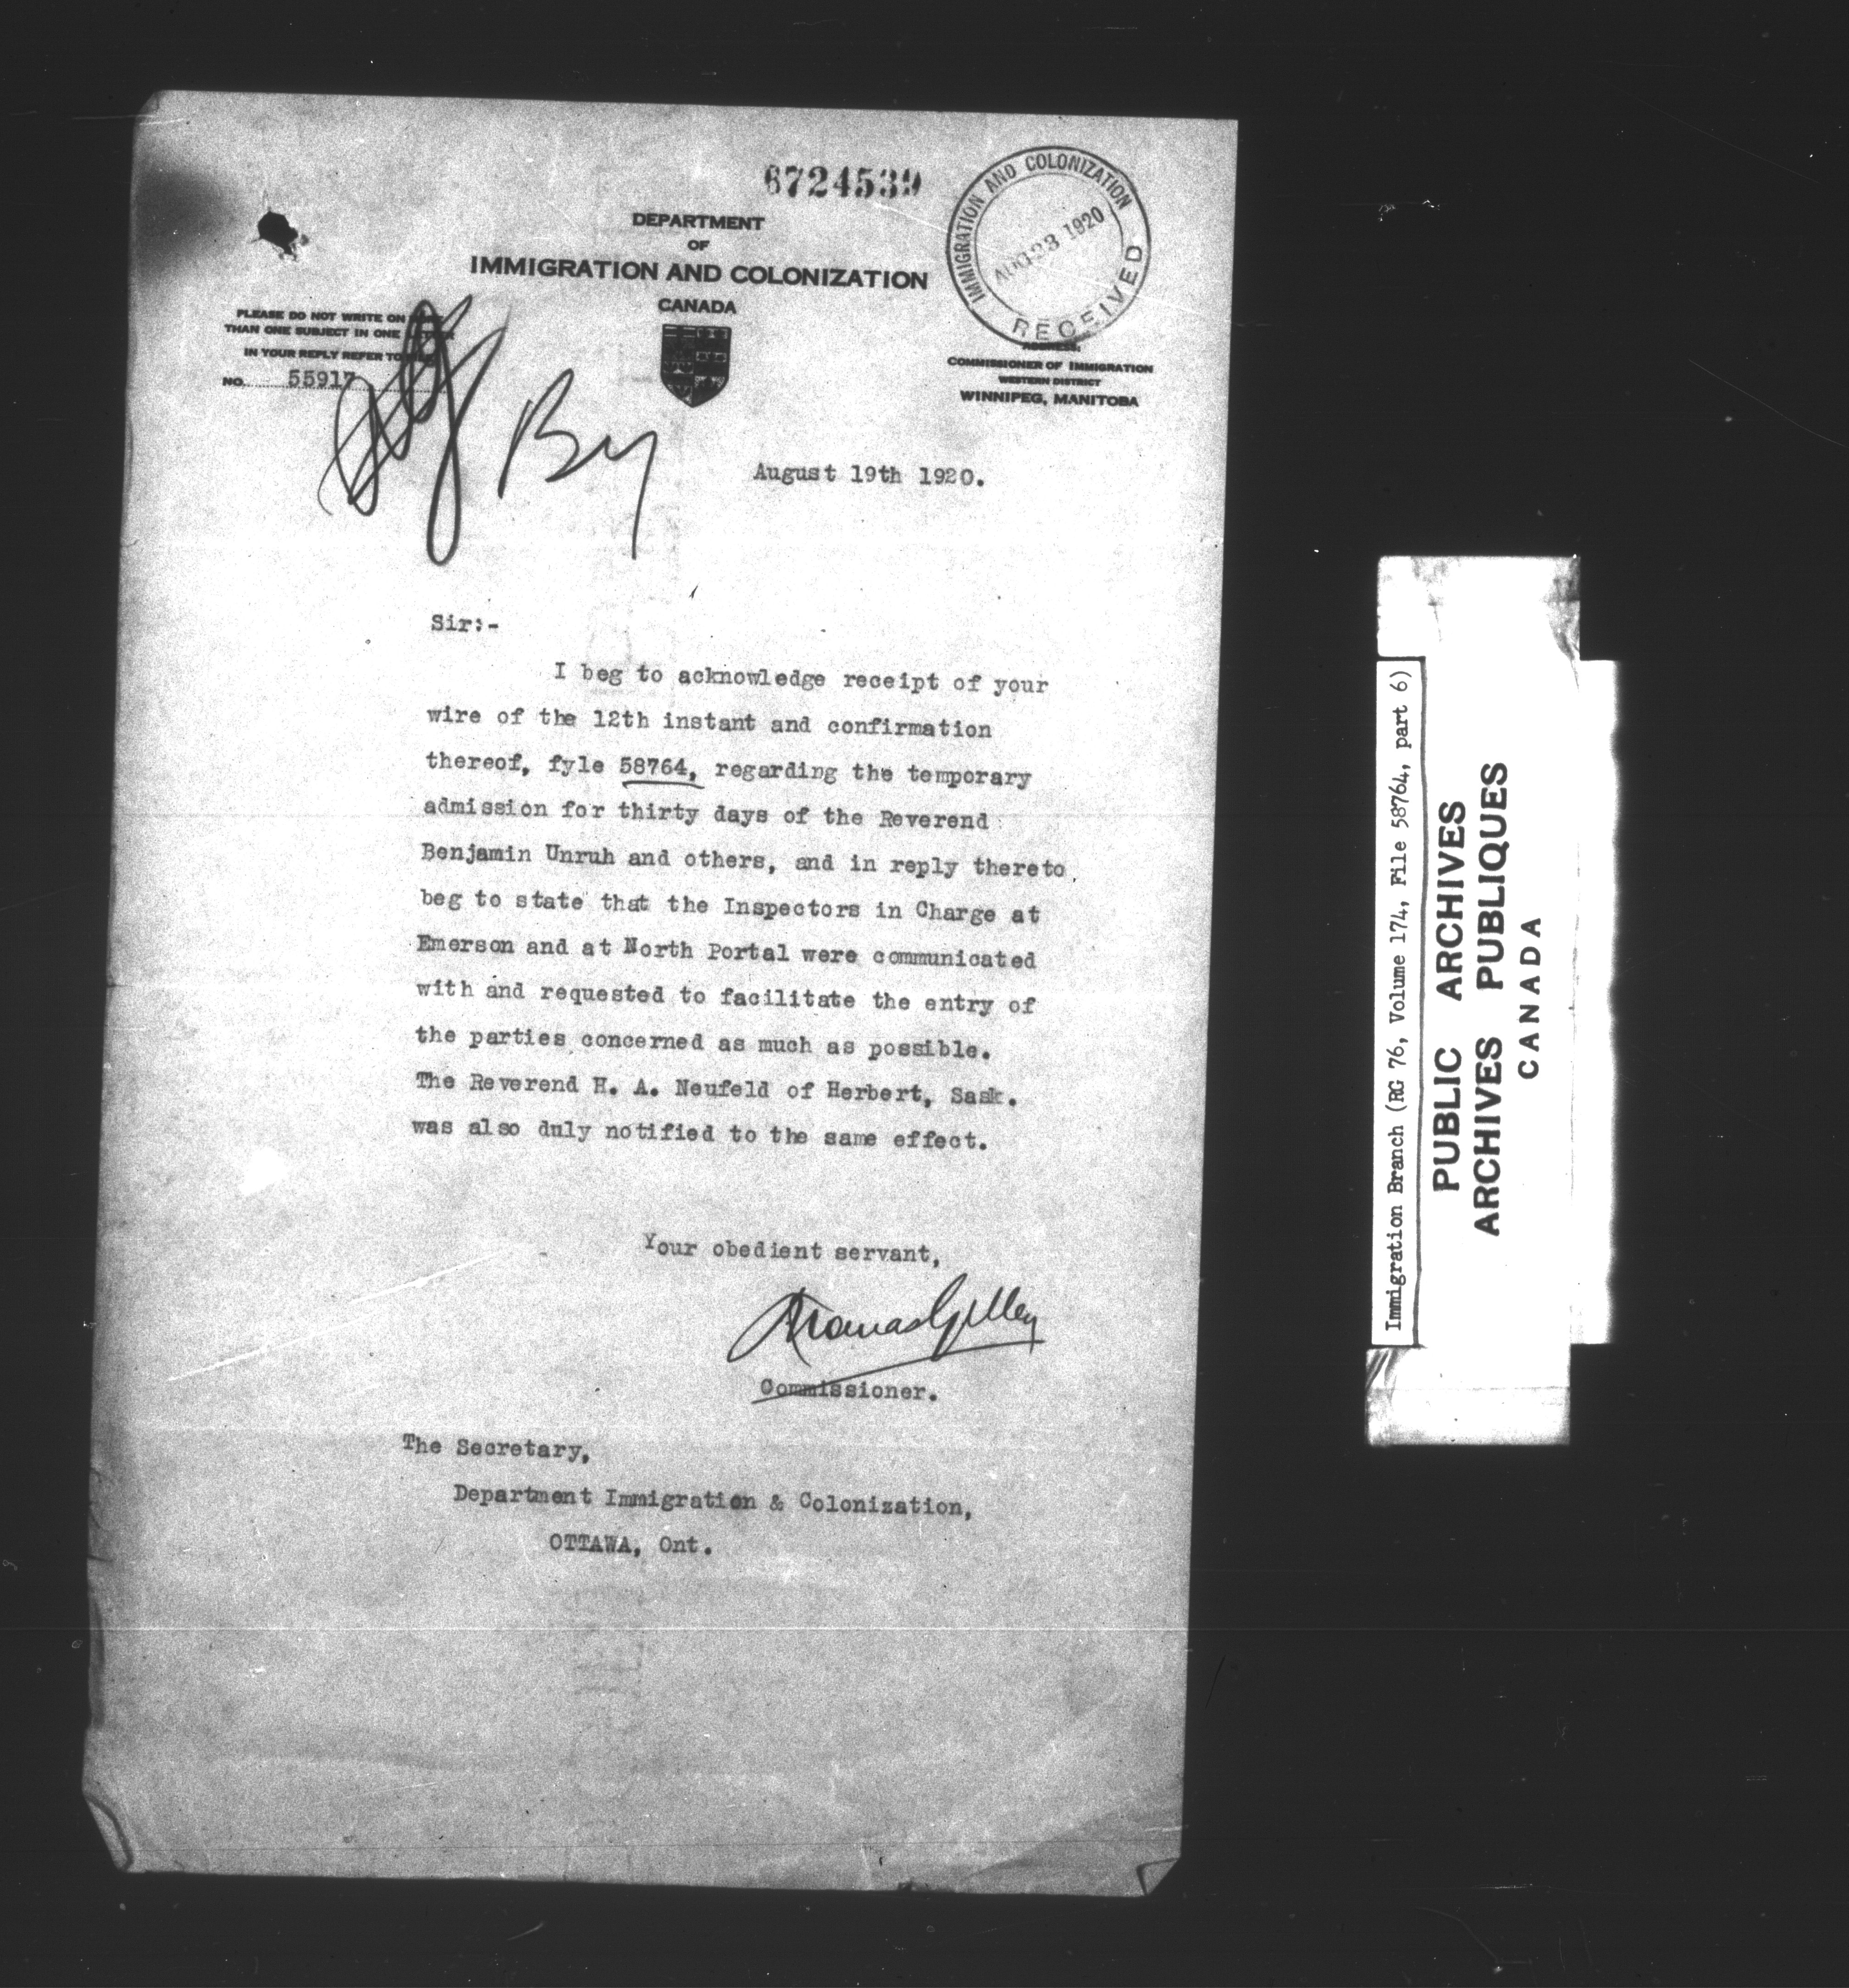 6724539
DEPARTMENT
OF
IMMIGRATION AND COLONIZATION
CANADA
IMMIGRATION AND COLONIZATION
AUG 23 1920
RECEIVED
PLEASE DO NOT WRITE ON
THAN ONE SUBJECT IN ONE
IN YOUR REPLY REFER TO
NO. 55917
ADDRESS:
COMMISSIONER OF IMMIGRATION
WESTERN DISTRICT
WINNIPEG, MANITOBA
August 19th 1920.
Sir:-
I beg to acknowledge receipt of your
wire of the 12th instant and confirmation
thereof, fyle 58764, regarding the temporary
admission for thirty days of the Reverend
Benjamin Unruh and others, and in reply thereto
beg to state that the Inspectors in Charge at
Emerson and at North Portal were communicated
with and requested to facilitate the entry of
the parties concerned as much as possible.
The Reverend H. A. Neufeld of Herbert, Sask.
was also duly notified to the same effect.
Your obedient servant,
Commissioner.
The Secretary,
Department Immigration & Colonization,
OTTAWA, Ont.
Immigration Branch (RG 76, Volume 174, File 58764, part 6)
PUBLIC ARCHIVES
ARCHIVES PUBLIQUES
CANADA